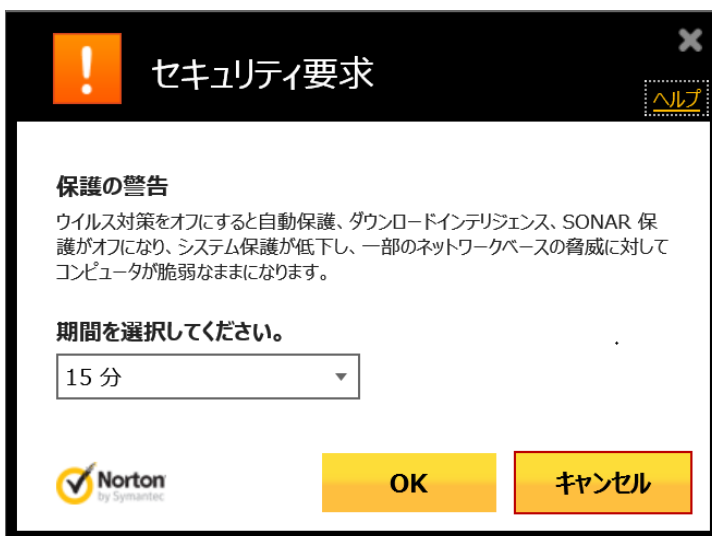 セキュリティ要求
ヘルプ
保護の警告
ウイルス対策をオフにすると自動保護、ダウンロードインテリジェンス、SONAR 保
護がオフになり、システム保護が低下し、一部のネットワークベースの脅威に対して
コンピュータが脆弱なままになります。
期間を選択してください。
15 分
Norton
by Symantec
OK
キャンセル